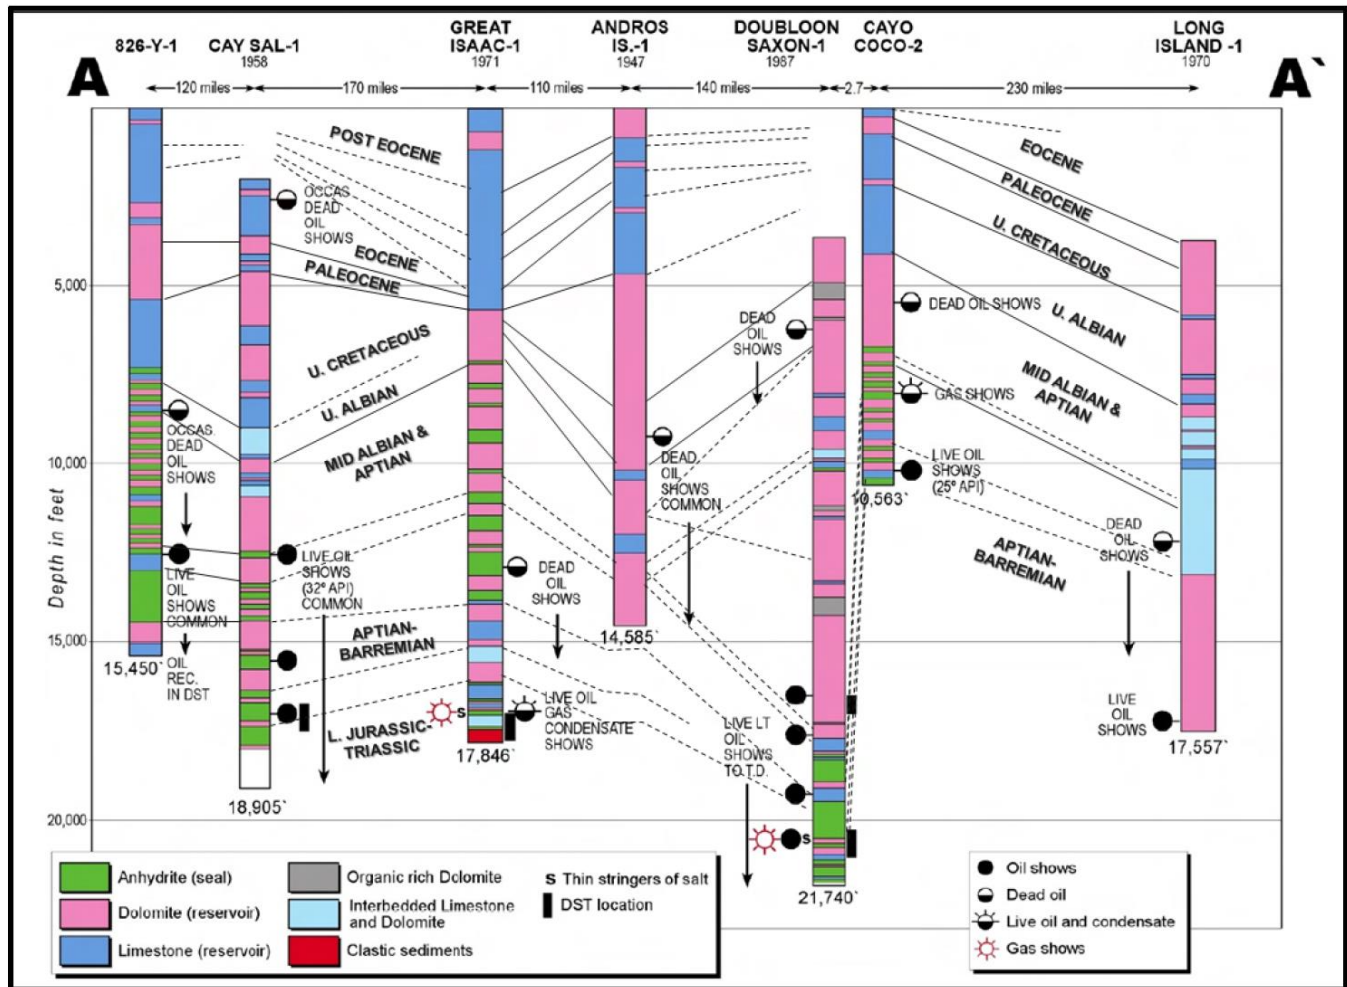 826-Y-1
CAY SAL-1
1958
GREAT
ISAAC-1
1971
ANDROS
IS.-1
1947
DOUBLOON
SAXON-1
1987
CAYO
COCO-2
LONG
ISLAND -1
1970
A
A`
120 miles
170 miles
110 miles
140 miles
2.7
230 miles
Depth in feet
5,000
10,000
15,000
20,000
POST EOCENE
EOCENE
PALEOCENE
U. CRETACEOUS
U. ALBIAN
MID ALBIAN &
APTIAN
APTIAN-
BARREMIAN
L. JURASSIC-
TRIASSIC
EOCENE
PALEOCENE
U. CRETACEOUS
U. ALBIAN
MID ALBIAN &
APTIAN
APTIAN-
BARREMIAN
OCCAS.
DEAD
OIL
SHOWS
LIVE
OIL
SHOWS
COMMON
OIL
REC.
IN DST
15,450`
OCCAS
DEAD
OIL
SHOWS
LIVE OIL
SHOWS
(32° API)
COMMON
18,905`
DEAD
OIL
SHOWS
S
LIVE OIL
GAS
CONDENSATE
SHOWS
17,846`
DEAD
OIL
SHOWS
COMMON
14,585`
DEAD
OIL
SHOWS
LIVE LT
OIL
SHOWS
TO T.D.
S
21,740`
DEAD OIL SHOWS
GAS SHOWS
LIVE OIL
SHOWS
(25° API)
10,563`
DEAD
OIL
SHOWS
LIVE
OIL
SHOWS
17,557`
Anhydrite (seal)
Dolomite (reservoir)
Limestone (reservoir)
Organic rich Dolomite
Interbedded Limestone
and Dolomite
Clastic sediments
S Thin stringers of salt
DST location
Oil shows
Dead oil
Live oil and condensate
Gas shows